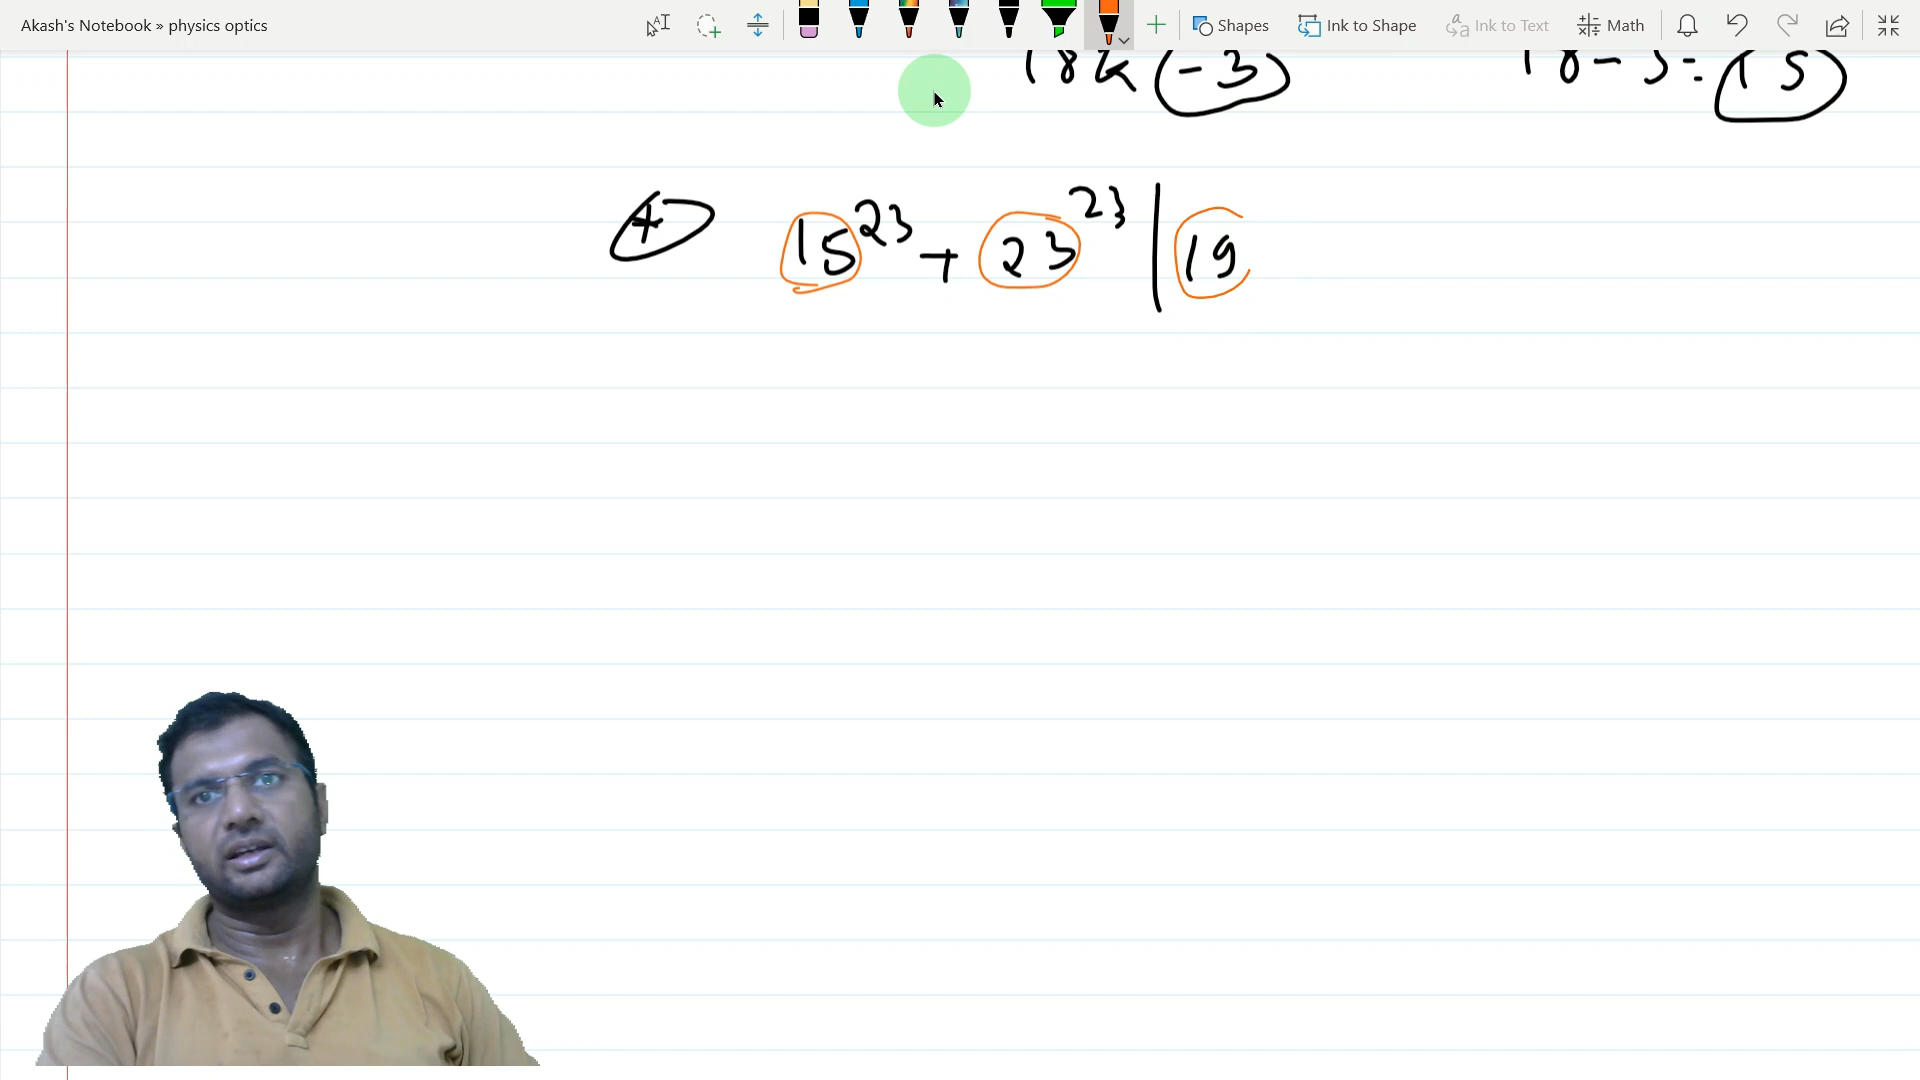 Akash's Notebook » physics optics
Shapes Ink to Shape Ink to Text Math
18k (-3) 18-3=(15)
* 15^23 + 23^23 | 19